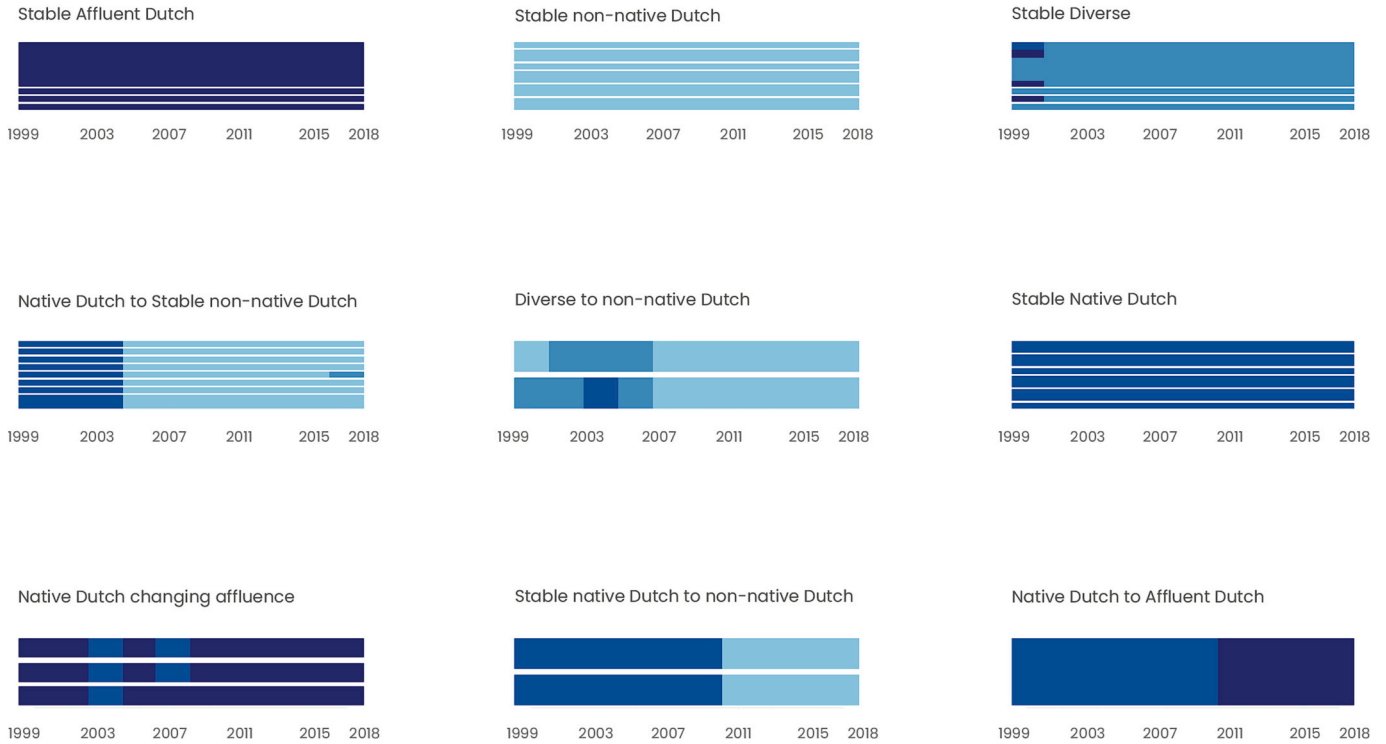 Stable Affluent Dutch
1999 2003 2007 2011 2015 2018
Stable non-native Dutch
1999 2003 2007 2011 2015 2018
Stable Diverse
1999 2003 2007 2011 2015 2018
Native Dutch to Stable non-native Dutch
1999 2003 2007 2011 2015 2018
Diverse to non-native Dutch
1999 2003 2007 2011 2015 2018
Stable Native Dutch
1999 2003 2007 2011 2015 2018
Native Dutch changing affluence
1999 2003 2007 2011 2015 2018
Stable native Dutch to non-native Dutch
1999 2003 2007 2011 2015 2018
Native Dutch to Affluent Dutch
1999 2003 2007 2011 2015 2018